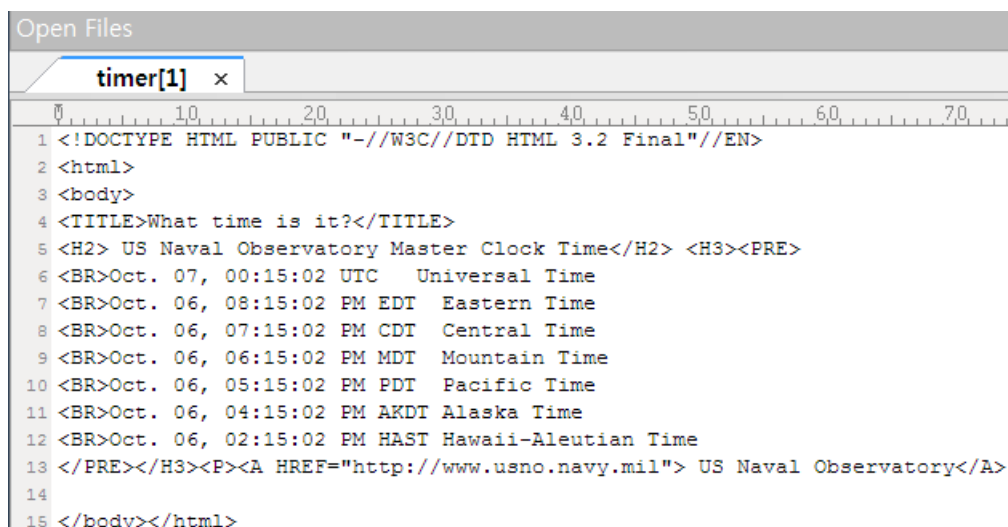 Open Files
timer[1] ×
0 10 20 30 40 50 60 70
1 <!DOCTYPE HTML PUBLIC "-//W3C//DTD HTML 3.2 Final"//EN>
2 <html>
3 <body>
4 <TITLE>What time is it?</TITLE>
5 <H2> US Naval Observatory Master Clock Time</H2> <H3><PRE>
6 <BR>Oct. 07, 00:15:02 UTC   Universal Time
7 <BR>Oct. 06, 08:15:02 PM EDT  Eastern Time
8 <BR>Oct. 06, 07:15:02 PM CDT  Central Time
9 <BR>Oct. 06, 06:15:02 PM MDT  Mountain Time
10 <BR>Oct. 06, 05:15:02 PM PDT  Pacific Time
11 <BR>Oct. 06, 04:15:02 PM AKDT Alaska Time
12 <BR>Oct. 06, 02:15:02 PM HAST Hawaii-Aleutian Time
13 </PRE></H3><P><A HREF="http://www.usno.navy.mil"> US Naval Observatory</A>
14
15 </body></html>